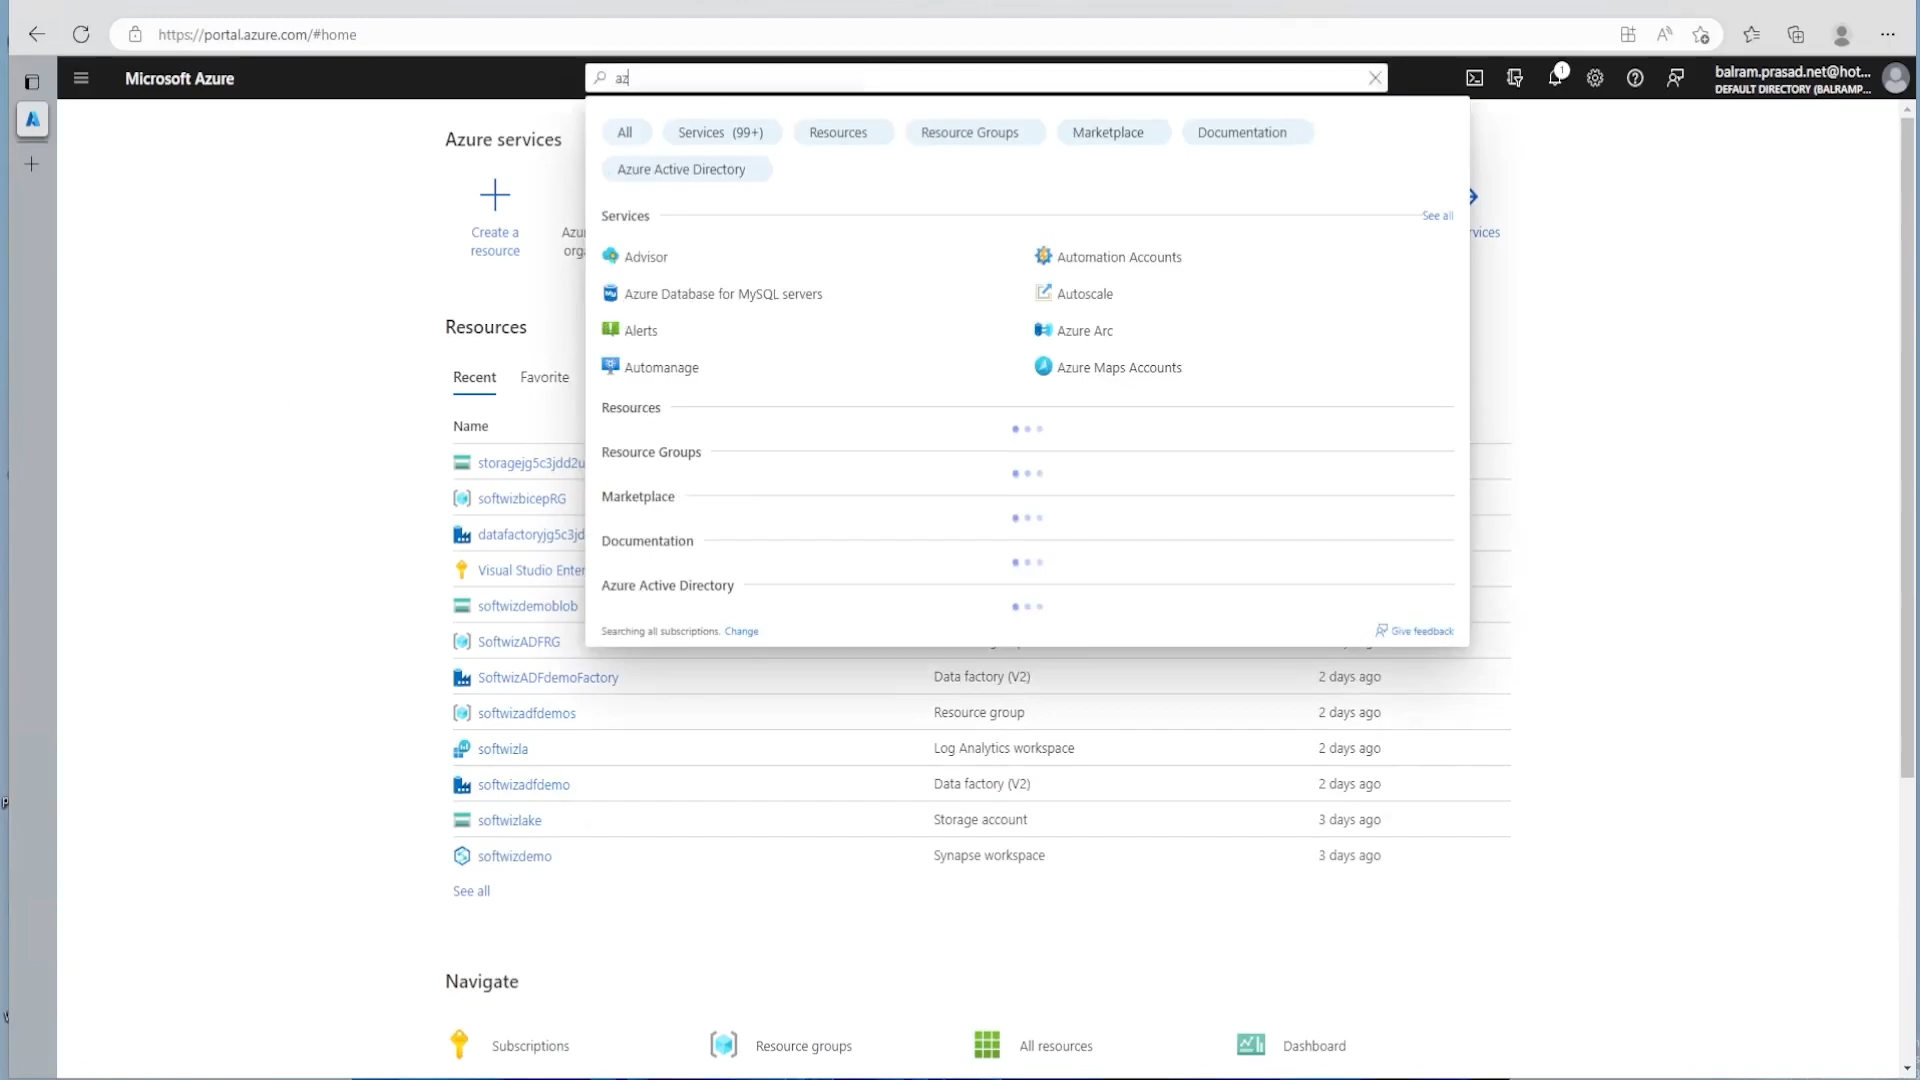 https://portal.azure.com/#home
Microsoft Azure
az
1
balram.prasad.net@hot...
DEFAULT DIRECTORY (BALRAMP...
Azure services
All
Services (99+)
Resources
Resource Groups
Marketplace
Documentation
Azure Active Directory
Services
See all
Create a
resource
Azu
org
rvices
Advisor
Automation Accounts
Azure Database for MySQL servers
Autoscale
Alerts
Azure Arc
Automanage
Azure Maps Accounts
Resources
Recent
Favorite
Name
Resources
Resource Groups
Marketplace
Documentation
Azure Active Directory
Searching all subscriptions. Change
Give feedback
storagejg5c3jdd2u
softwizbicepRG
datafactoryjg5c3jd
Visual Studio Enter
softwizdemoblob
SoftwizADFRG
SoftwizADFdemoFactory
Data factory (V2)
2 days ago
softwizadfdemos
Resource group
2 days ago
softwizla
Log Analytics workspace
2 days ago
softwizadfdemo
Data factory (V2)
2 days ago
softwizlake
Storage account
3 days ago
softwizdemo
Synapse workspace
3 days ago
See all
Navigate
Subscriptions
Resource groups
All resources
Dashboard